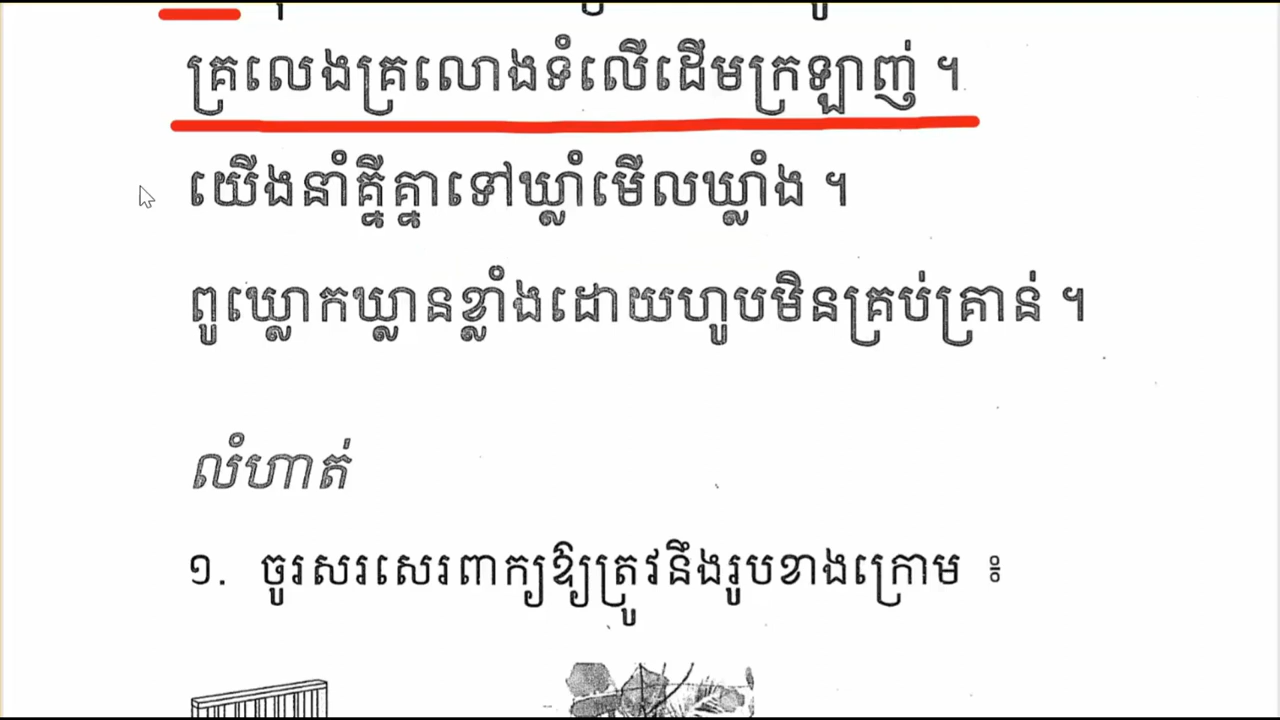 គ្រលេងគ្រលោងទំលើដើមក្រឡាញ់ ។
យើងនាំគ្នីគ្នាទៅឃ្លាំមើលឃ្លាំង ។
ពូឃ្លោកឃ្លានខ្លាំងដោយហូបមិនគ្រប់គ្រាន់ ។
លំហាត់
១. ចូរសរសេរពាក្យឱ្យត្រូវនឹងរូបខាងក្រោម ៖